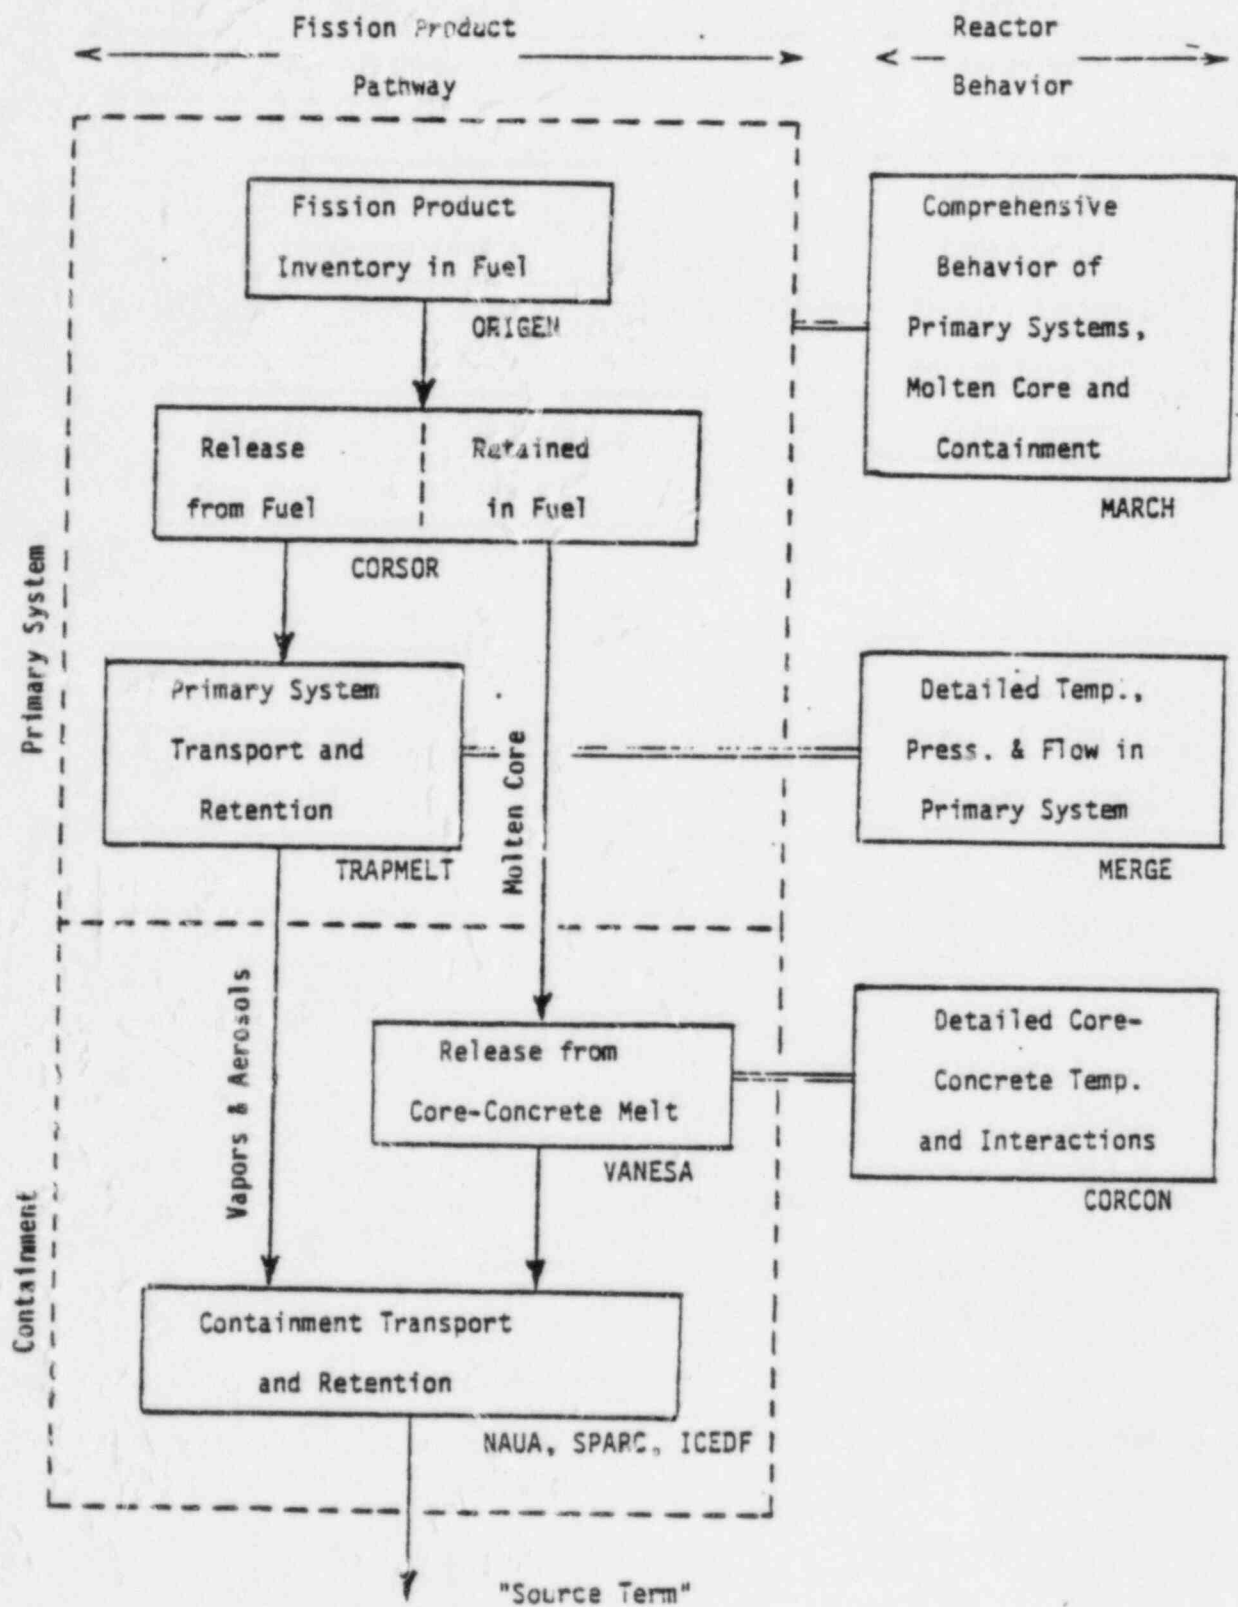 Fission Product
Pathway
Reactor
Behavior
Fission Product
Inventory in Fuel
ORIGEN
Comprehensive
Behavior of
Primary Systems,
Molten Core and
Containment
MARCH
Release
from Fuel
Retained
in Fuel
CORSOR
Primary System
Primary System
Transport and
Retention
TRAPMELT
Molten Core
Detailed Temp.,
Press. & Flow in
Primary System
MERGE
Containment
Vapors & Aerosols
Release from
Core-Concrete Melt
VANESA
Detailed Core-
Concrete Temp.
and Interactions
CORCON
Containment Transport
and Retention
NAUA, SPARC, ICEDF
"Source Term"